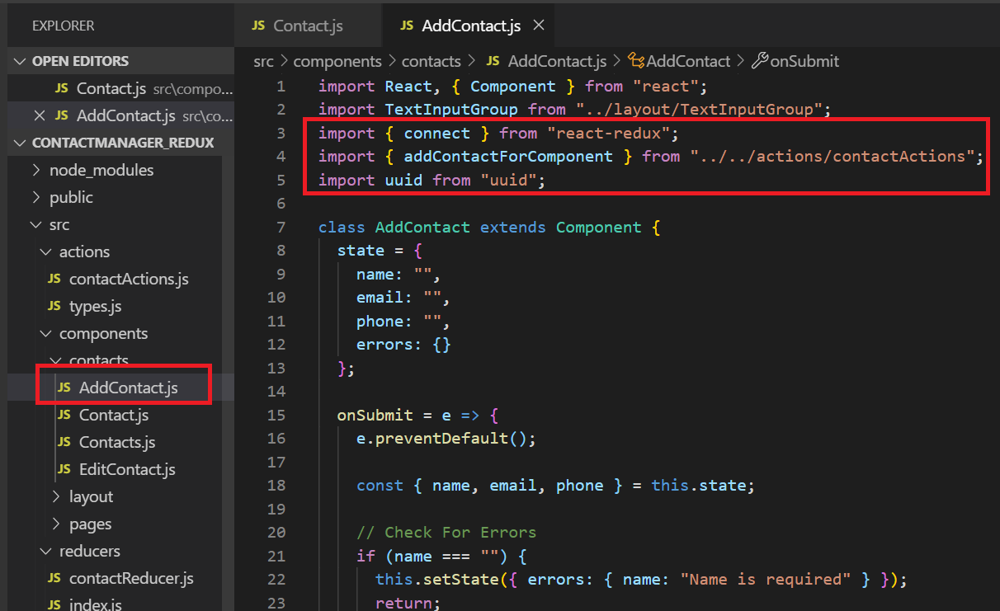 EXPLORER
OPEN EDITORS
JS Contact.js src\compo...
JS AddContact.js src\co...
CONTACTMANAGER_REDUX
node_modules
public
src
actions
JS contactActions.js
JS types.js
components
contacts
JS AddContact.js
JS Contact.js
JS Contacts.js
JS EditContact.js
layout
pages
reducers
JS contactReducer.js
JS index.js
JS Contact.js
JS AddContact.js
src > components > contacts > JS AddContact.js > AddContact > onSubmit
1 import React, { Component } from "react";
2 import TextInputGroup from "../layout/TextInputGroup";
3 import { connect } from "react-redux";
4 import { addContactForComponent } from "../../actions/contactActions";
5 import uuid from "uuid";
6
7 class AddContact extends Component {
8 state = {
9 name: "",
10 email: "",
11 phone: "",
12 errors: {}
13 };
14
15 onSubmit = e => {
16 e.preventDefault();
17
18 const { name, email, phone } = this.state;
19
20 // Check For Errors
21 if (name === "") {
22 this.setState({ errors: { name: "Name is required" } });
23 return;